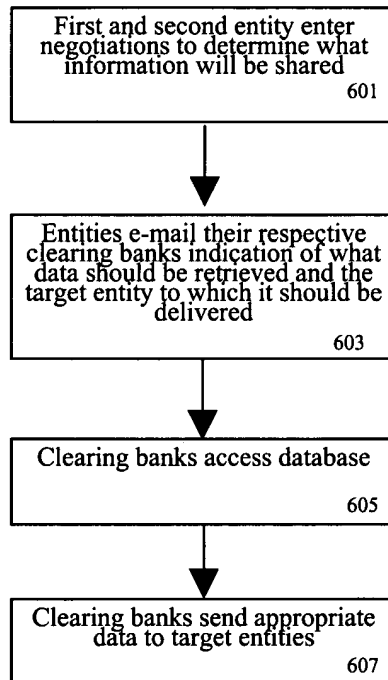 First and second entity enter
negotiations to determine what
information will be shared
601
Entities e-mail their respective
clearing banks indication of what
data should be retrieved and the
target entity to which it should be
delivered
603
Clearing banks access database
605
Clearing banks send appropriate
data to target entities
607